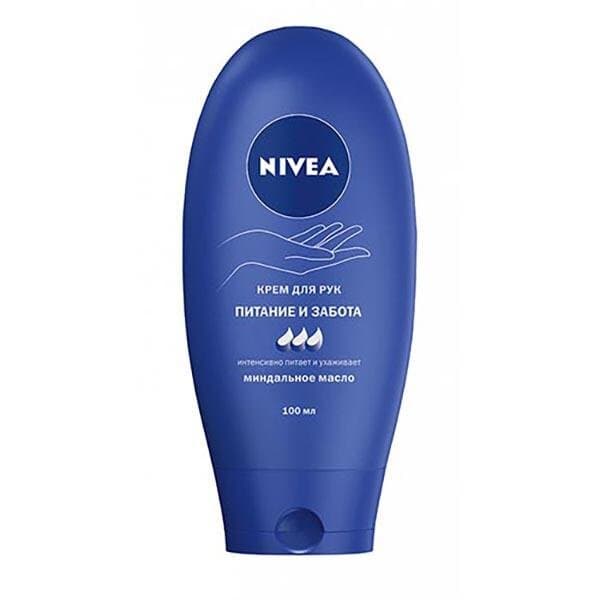 NIVEA
КРЕМ ДЛЯ РУК
ПИТАНИЕ И ЗАБОТА
интенсивно питает и ухаживает
миндальное масло
100 мл